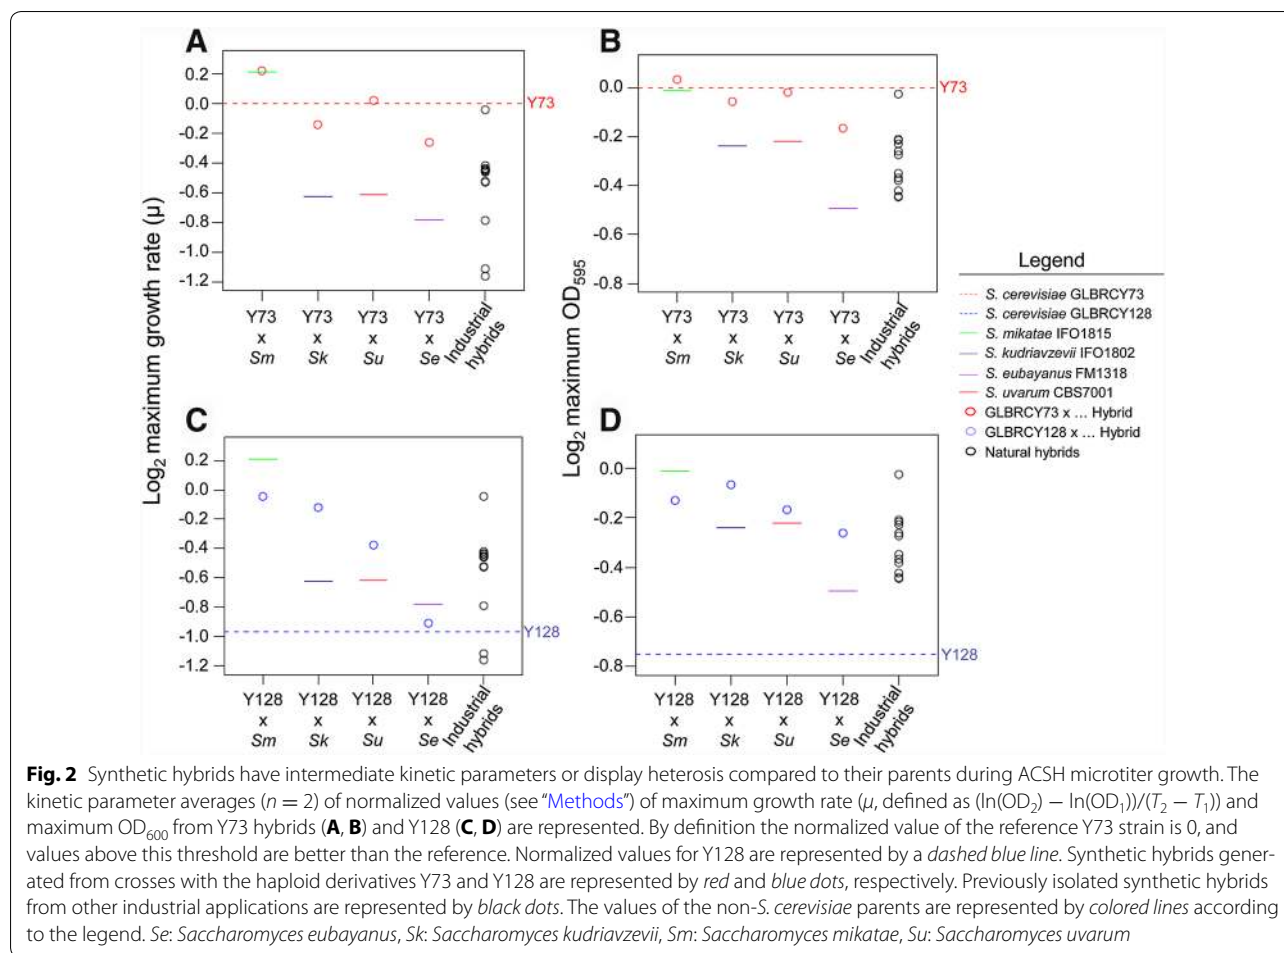 A
B
Log2 maximum growth rate (µ)
0.2
0.0
-0.2
-0.4
-0.6
-0.8
-1.0
-1.2
Y73
Y73 x Sm
Y73 x Sk
Y73 x Su
Y73 x Se
Industrial hybrids
Log2 maximum OD595
0.0
-0.2
-0.4
-0.6
-0.8
Y73
Y73 x Sm
Y73 x Sk
Y73 x Su
Y73 x Se
Industrial hybrids
Legend
S. cerevisiae GLBRCY73
S. cerevisiae GLBRCY128
S. mikatae IFO1815
S. kudriavzevii IFO1802
S. eubayanus FM1318
S. uvarum CBS7001
GLBRCY73 x ... Hybrid
GLBRCY128 x ... Hybrid
Natural hybrids
C
D
0.2
0.0
-0.2
-0.4
-0.6
-0.8
-1.0
-1.2
Y128
Y128 x Sm
Y128 x Sk
Y128 x Su
Y128 x Se
Industrial hybrids
0.0
-0.2
-0.4
-0.6
-0.8
Y128
Y128 x Sm
Y128 x Sk
Y128 x Su
Y128 x Se
Industrial hybrids
Fig. 2 Synthetic hybrids have intermediate kinetic parameters or display heterosis compared to their parents during ACSH microtiter growth. The
kinetic parameter averages (n = 2) of normalized values (see “Methods”) of maximum growth rate (µ, defined as (ln(OD2) − ln(OD1))/(T2 − T1)) and
maximum OD600 from Y73 hybrids (A, B) and Y128 (C, D) are represented. By definition the normalized value of the reference Y73 strain is 0, and
values above this threshold are better than the reference. Normalized values for Y128 are represented by a dashed blue line. Synthetic hybrids gener-
ated from crosses with the haploid derivatives Y73 and Y128 are represented by red and blue dots, respectively. Previously isolated synthetic hybrids
from other industrial applications are represented by black dots. The values of the non-S. cerevisiae parents are represented by colored lines according
to the legend. Se: Saccharomyces eubayanus, Sk: Saccharomyces kudriavzevii, Sm: Saccharomyces mikatae, Su: Saccharomyces uvarum